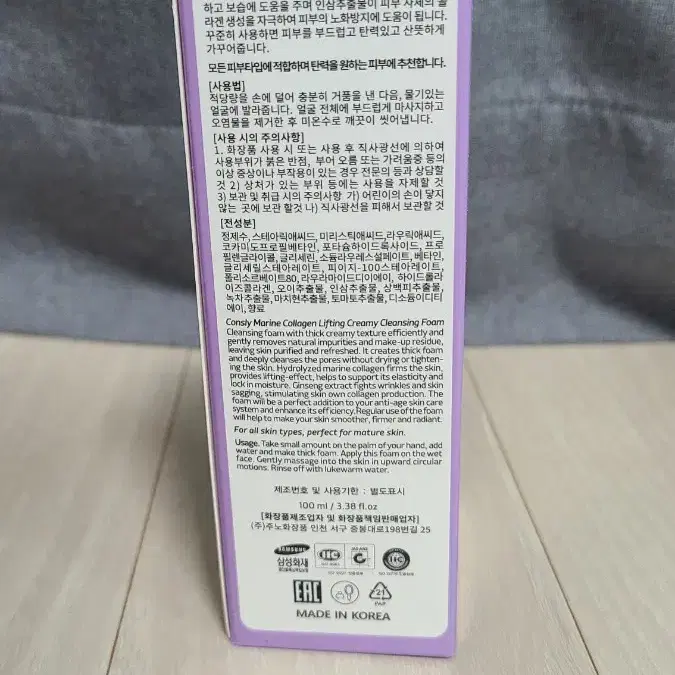 하고 보습에 도움을 주며 인삼추출물이 피부 자체의 콜
라겐 생성을 자극하여 피부의 노화방지에 도움이 됩니다.
꾸준히 사용하면 피부를 부드럽고 탄력있고 산뜻하게
가꾸어줍니다.
모든 피부타입에 적합하며 탄력을 원하는 피부에 추천합니다.
[사용법]
적당량을 손에 덜어 충분히 거품을 낸 다음, 물기있는
얼굴에 발라줍니다. 얼굴 전체에 부드럽게 마사지하고
오염물을 제거한 후 미온수로 깨끗이 씻어냅니다.
[사용 시의 주의사항]
1. 화장품 사용 시 또는 사용 후 직사광선에 의하여
사용부위가 붉은 반점, 부어 오름 또는 가려움증 등의
이상 증상이나 부작용이 있는 경우 전문의 등과 상담할
것 2) 상처가 있는 부위 등에는 사용을 자제할 것
3) 보관 및 취급 시의 주의사항 가) 어린이의 손이 닿지
않는 곳에 보관 할것 나) 직사광선을 피해서 보관할 것
[전성분]
정제수, 스테아릭애씨드, 미리스틱애씨드, 라우릭애씨드,
코카미도프로필베타인, 포타슘하이드록사이드, 프로
필렌글라이콜, 글리세린, 소듐라우레스설페이트, 베타인,
글리세릴스테아레이트, 피이지-100스테아레이트,
폴리소르베이트80, 라우라마이드디이에이, 하이드롤라
이즈콜라겐, 오이추출물, 인삼추출물, 상백피추출물,
녹차추출물, 마치현추출물, 토마토추출물, 디소듐이디티
에이, 향료
Consly Marine Collagen Lifting Creamy Cleansing Foam
Cleansing foam with thick creamy texture efficiently and
gently removes natural impurities and make-up residue,
leaving skin purified and refreshed. It creates thick foam
and deeply cleanses the pores without drying or tighten-
ing the skin. Hydrolyzed marine collagen firms the skin,
provides lifting-effect, helps to support its elasticity and
lock in moisture. Ginseng extract fights wrinkles and skin
sagging, stimulating skin own collagen production. The
foam will be a perfect addition to your anti-age skin care
system and enhance its efficiency. Regular use of the foam
will help to make your skin smoother, firmer and radiant.
For all skin types, perfect for mature skin.
Usage. Take small amount on the palm of your hand, add
water and make thick foam. Apply this foam on the wet
face. Gently massage into the skin in upward circular
motions. Rinse off with lukewarm water.
제조번호 및 사용기한 : 별도표시
100 ml / 3.38 fl.oz
[화장품제조업자 및 화장품책임판매업자]
(주)주노화장품 인천 서구 중봉대로198번길 25
SAMSUNG
삼성화재
IIC
IIC
EAC
21
PAP
MADE IN KOREA